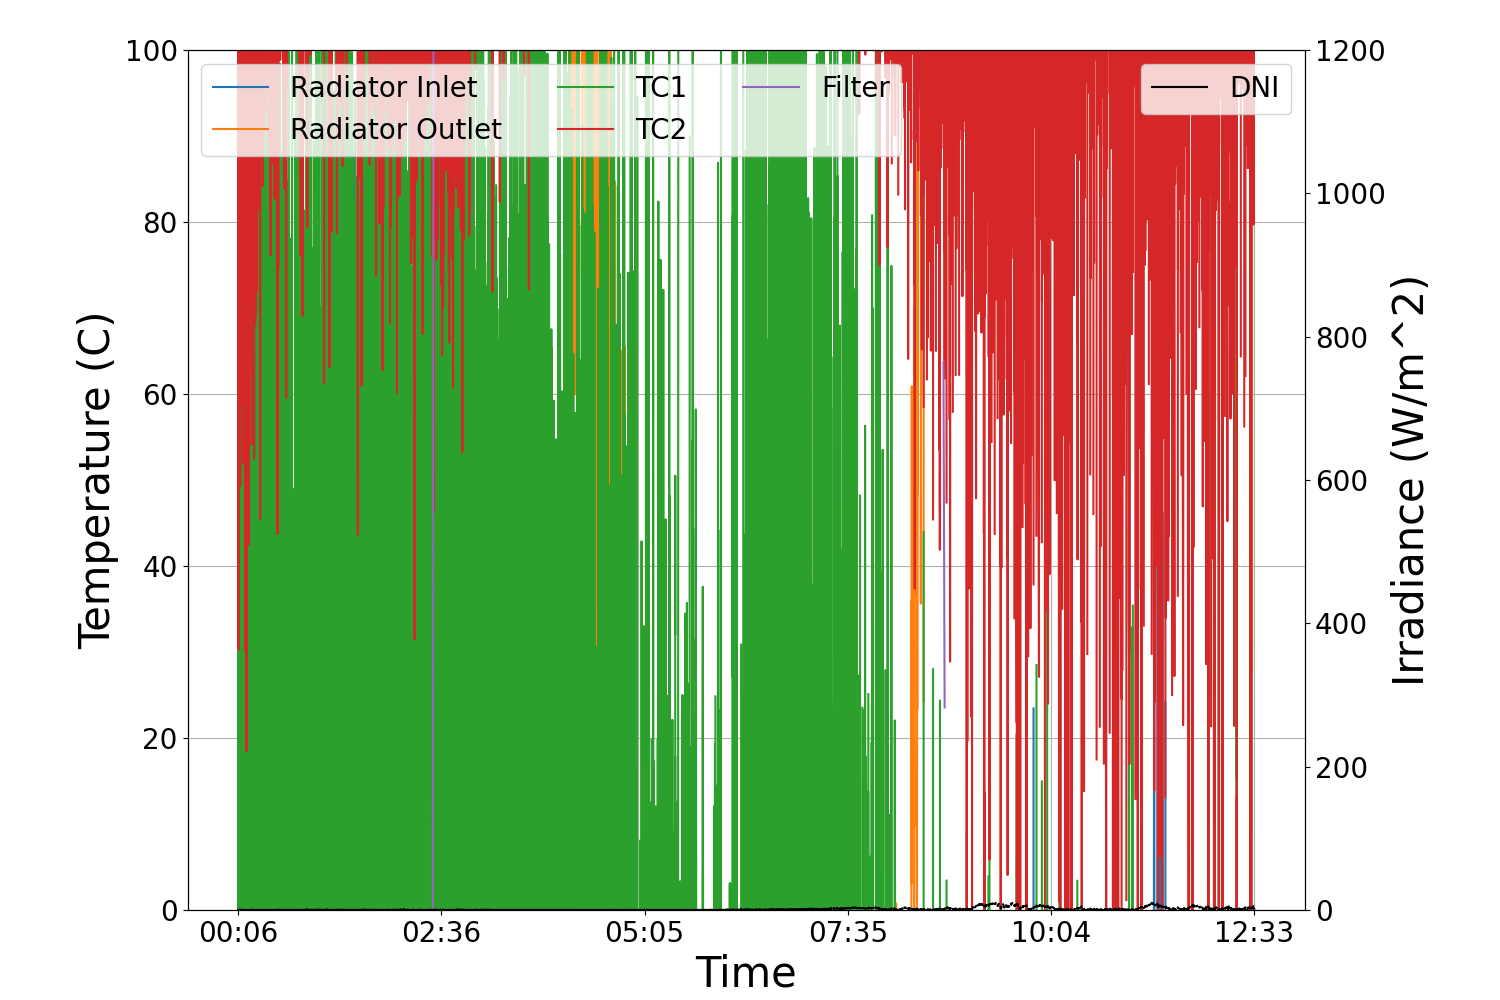 100
80
60
40
20
0
Temperature (C)
Radiator Inlet
Radiator Outlet
TC1
TC2
Filter
DNI
1200
1000
800
600
400
200
0
Irradiance (W/m^2)
00:06 02:36 05:05 07:35 10:04 12:33
Time